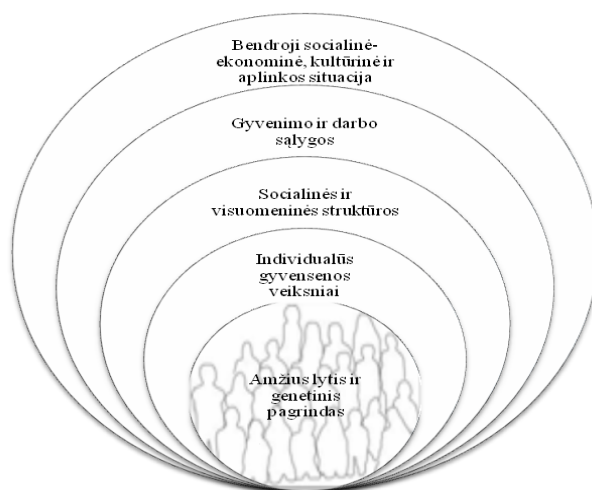 Bendroji socialinė-
ekonominė, kultūrinė ir
aplinkos situacija
Gyvenimo ir darbo
sąlygos
Socialinės ir
visuomeninės struktūros
Individualūs
gyvensenos
veiksniai
Amžius lytis ir
genetinis
pagrindas